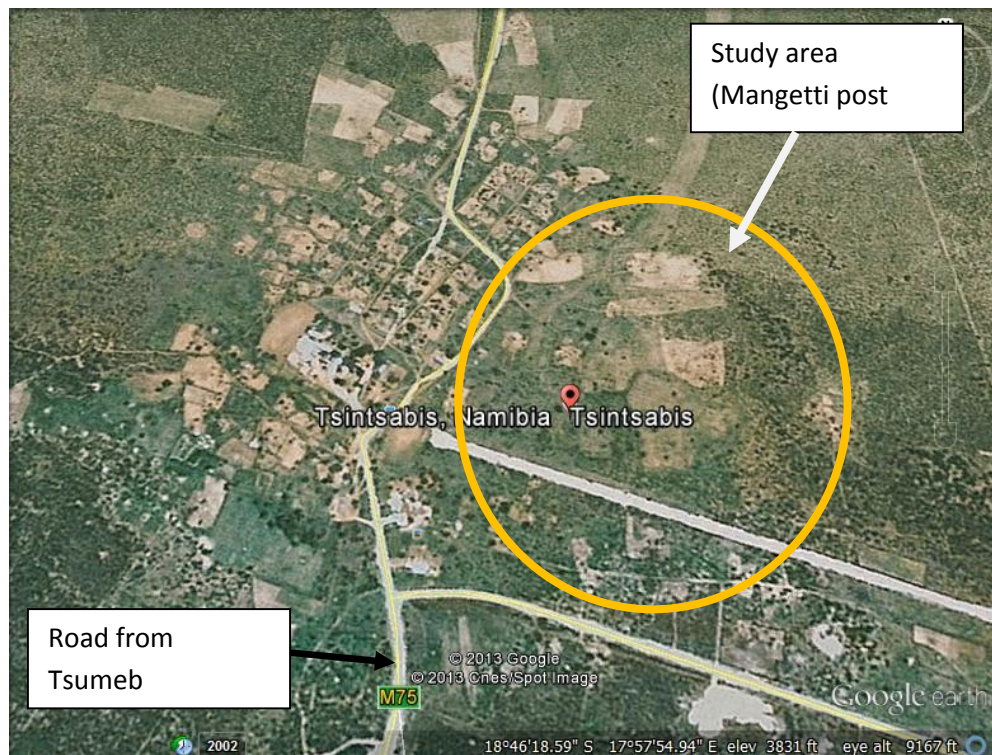 Study area
(Mangetti post
Tsintsabis, Namibia Tsintsabis
Road from
Tsumeb
© 2013 Google
© 2013 Cnes/Spot Image
M75
Google earth
2002 18°46'18.59" S 17°57'54.94" E elev 3831 ft eye alt 9167 ft